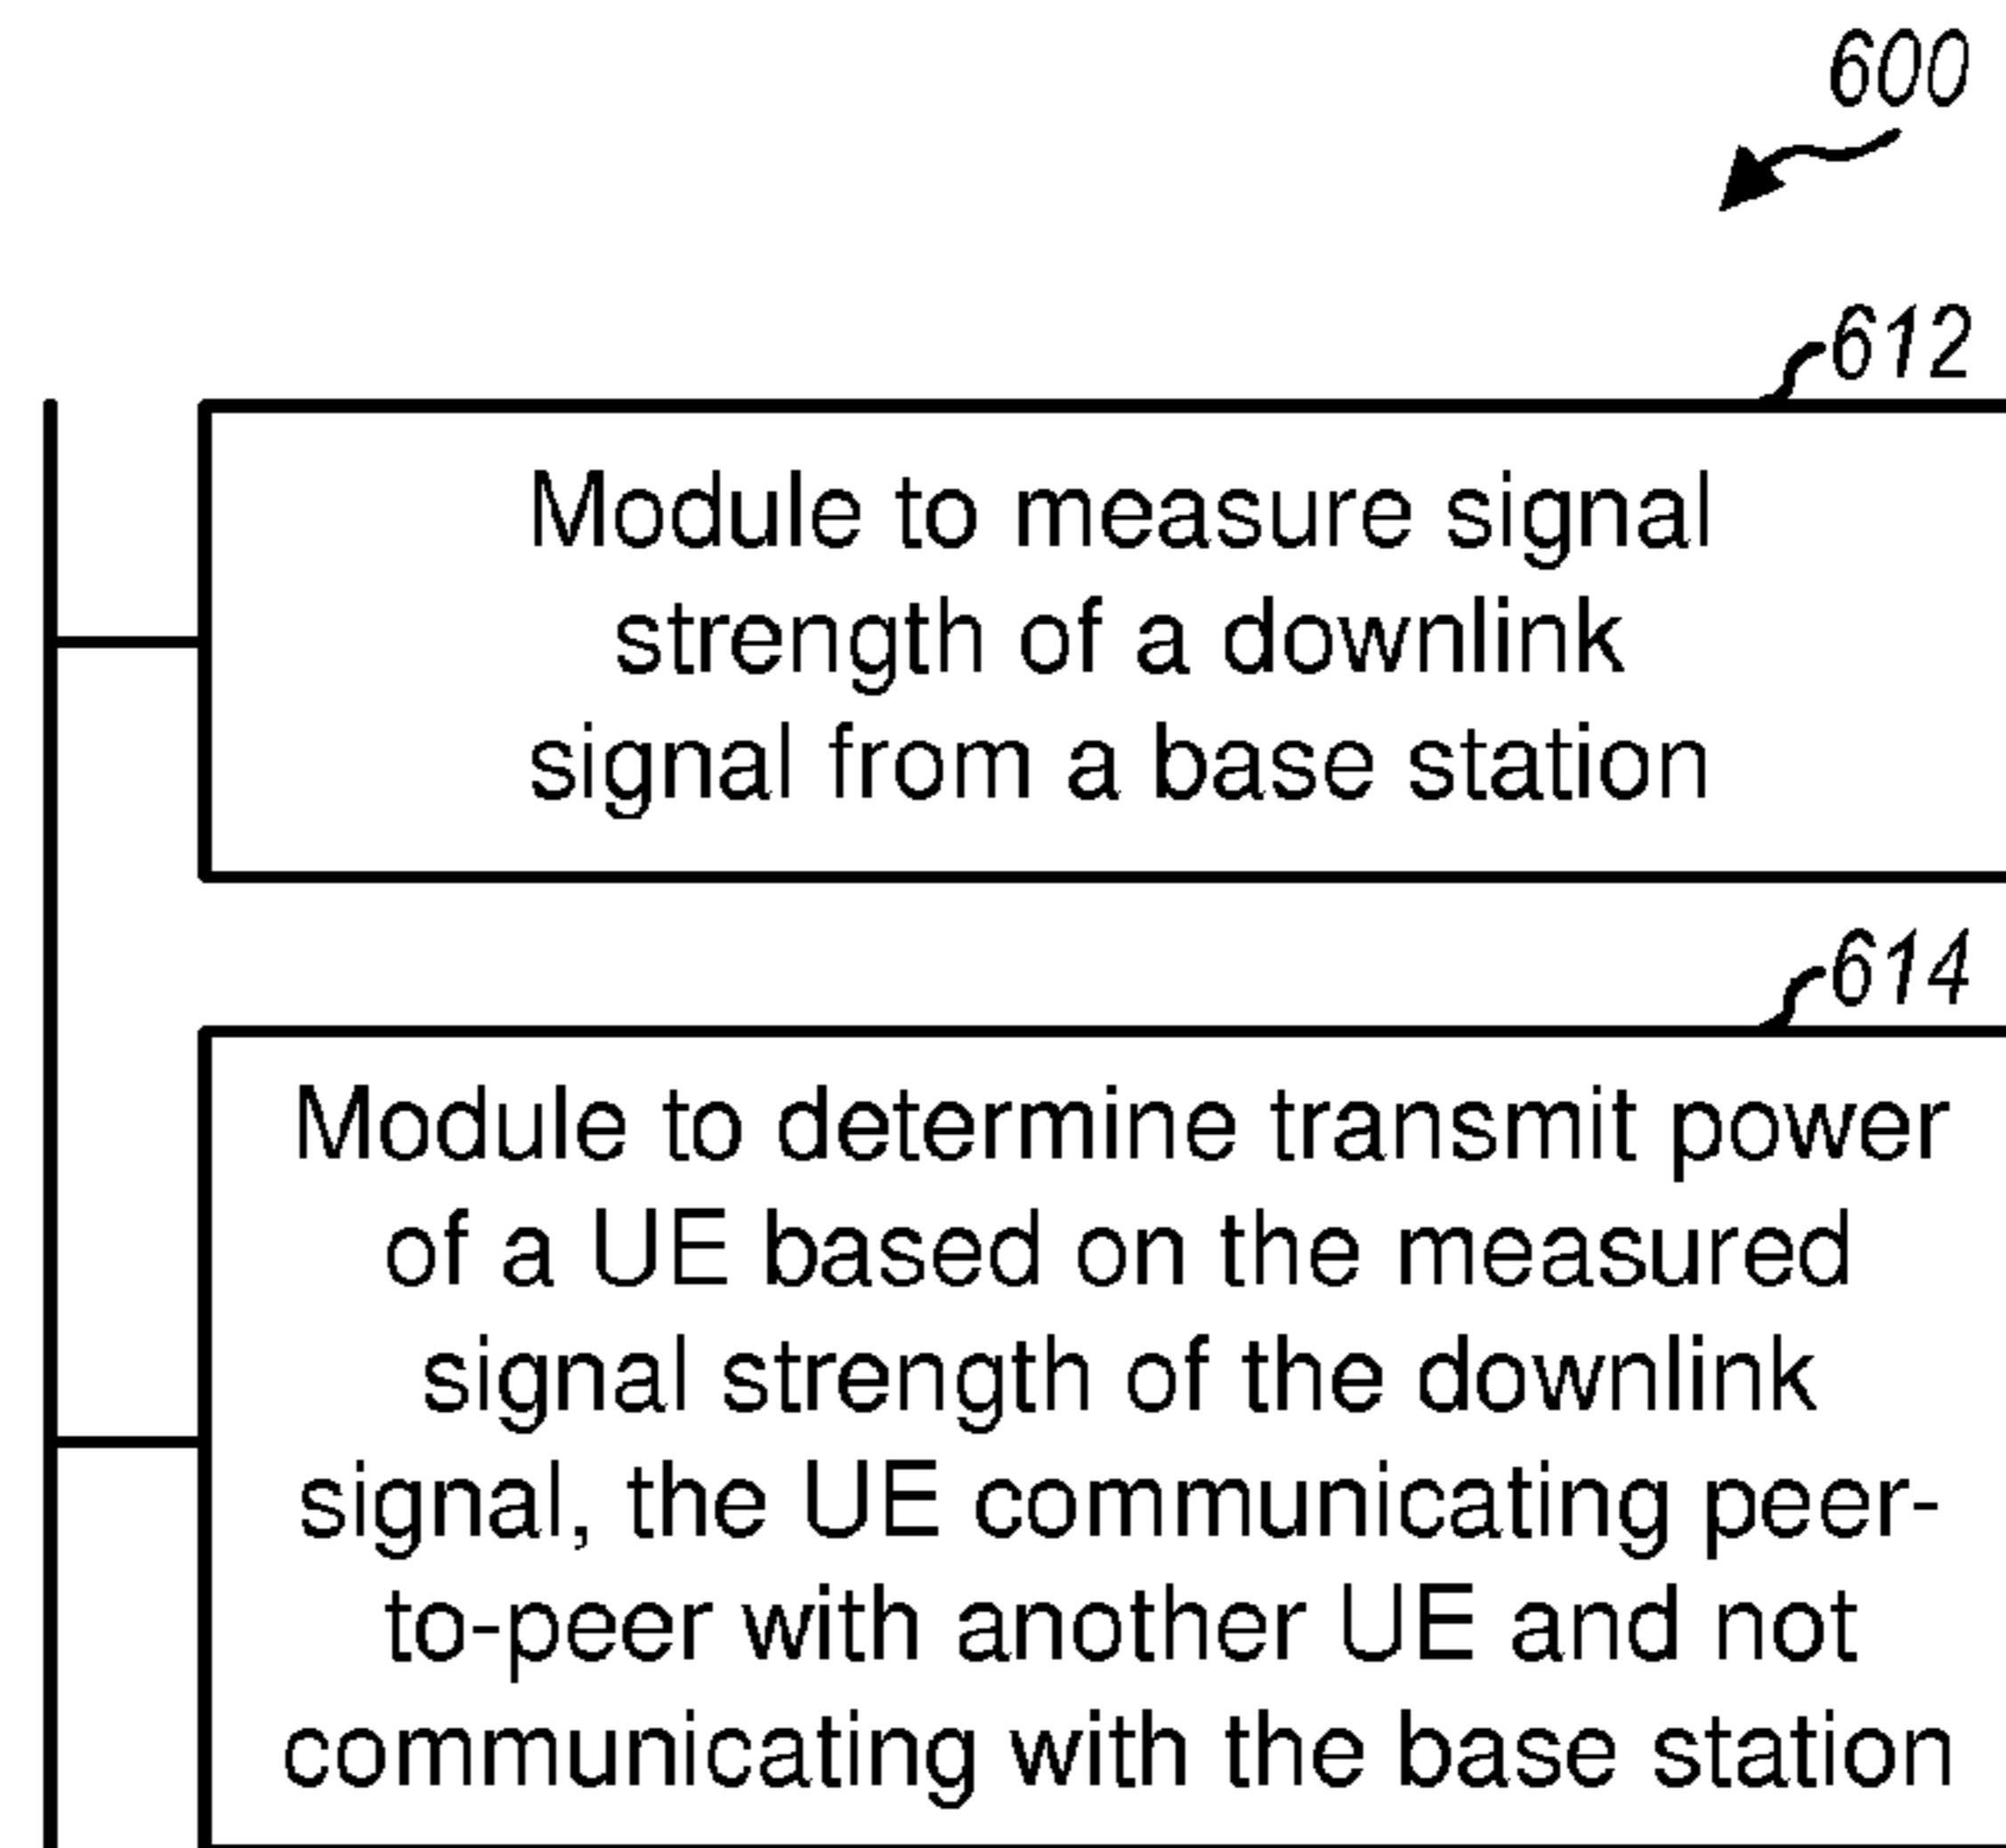 600
612
Module to measure signal
strength of a downlink
signal from a base station
614
Module to determine transmit power
of a UE based on the measured
signal strength of the downlink
signal, the UE communicating peer-
to-peer with another UE and not
communicating with the base station